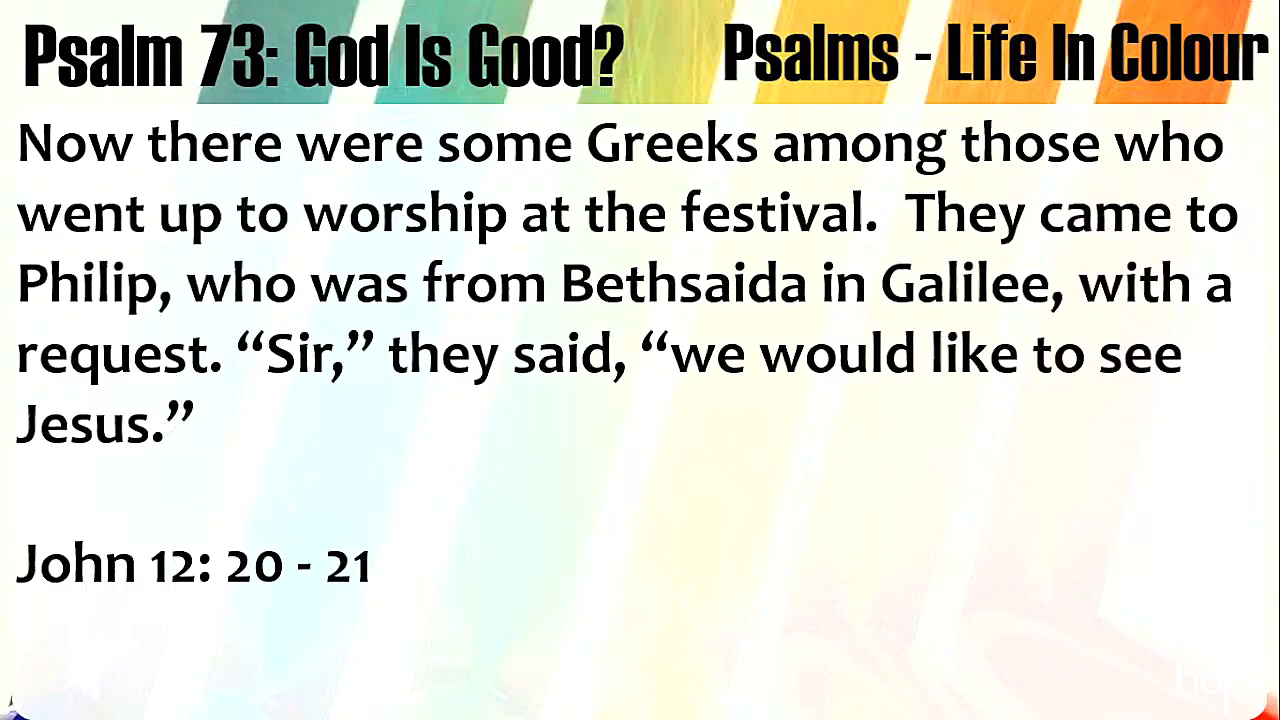 Psalm 73: God Is Good?
Psalms - Life In Colour
Now there were some Greeks among those who
went up to worship at the festival.  They came to
Philip, who was from Bethsaida in Galilee, with a
request. “Sir,” they said, “we would like to see
Jesus.”
John 12: 20 - 21